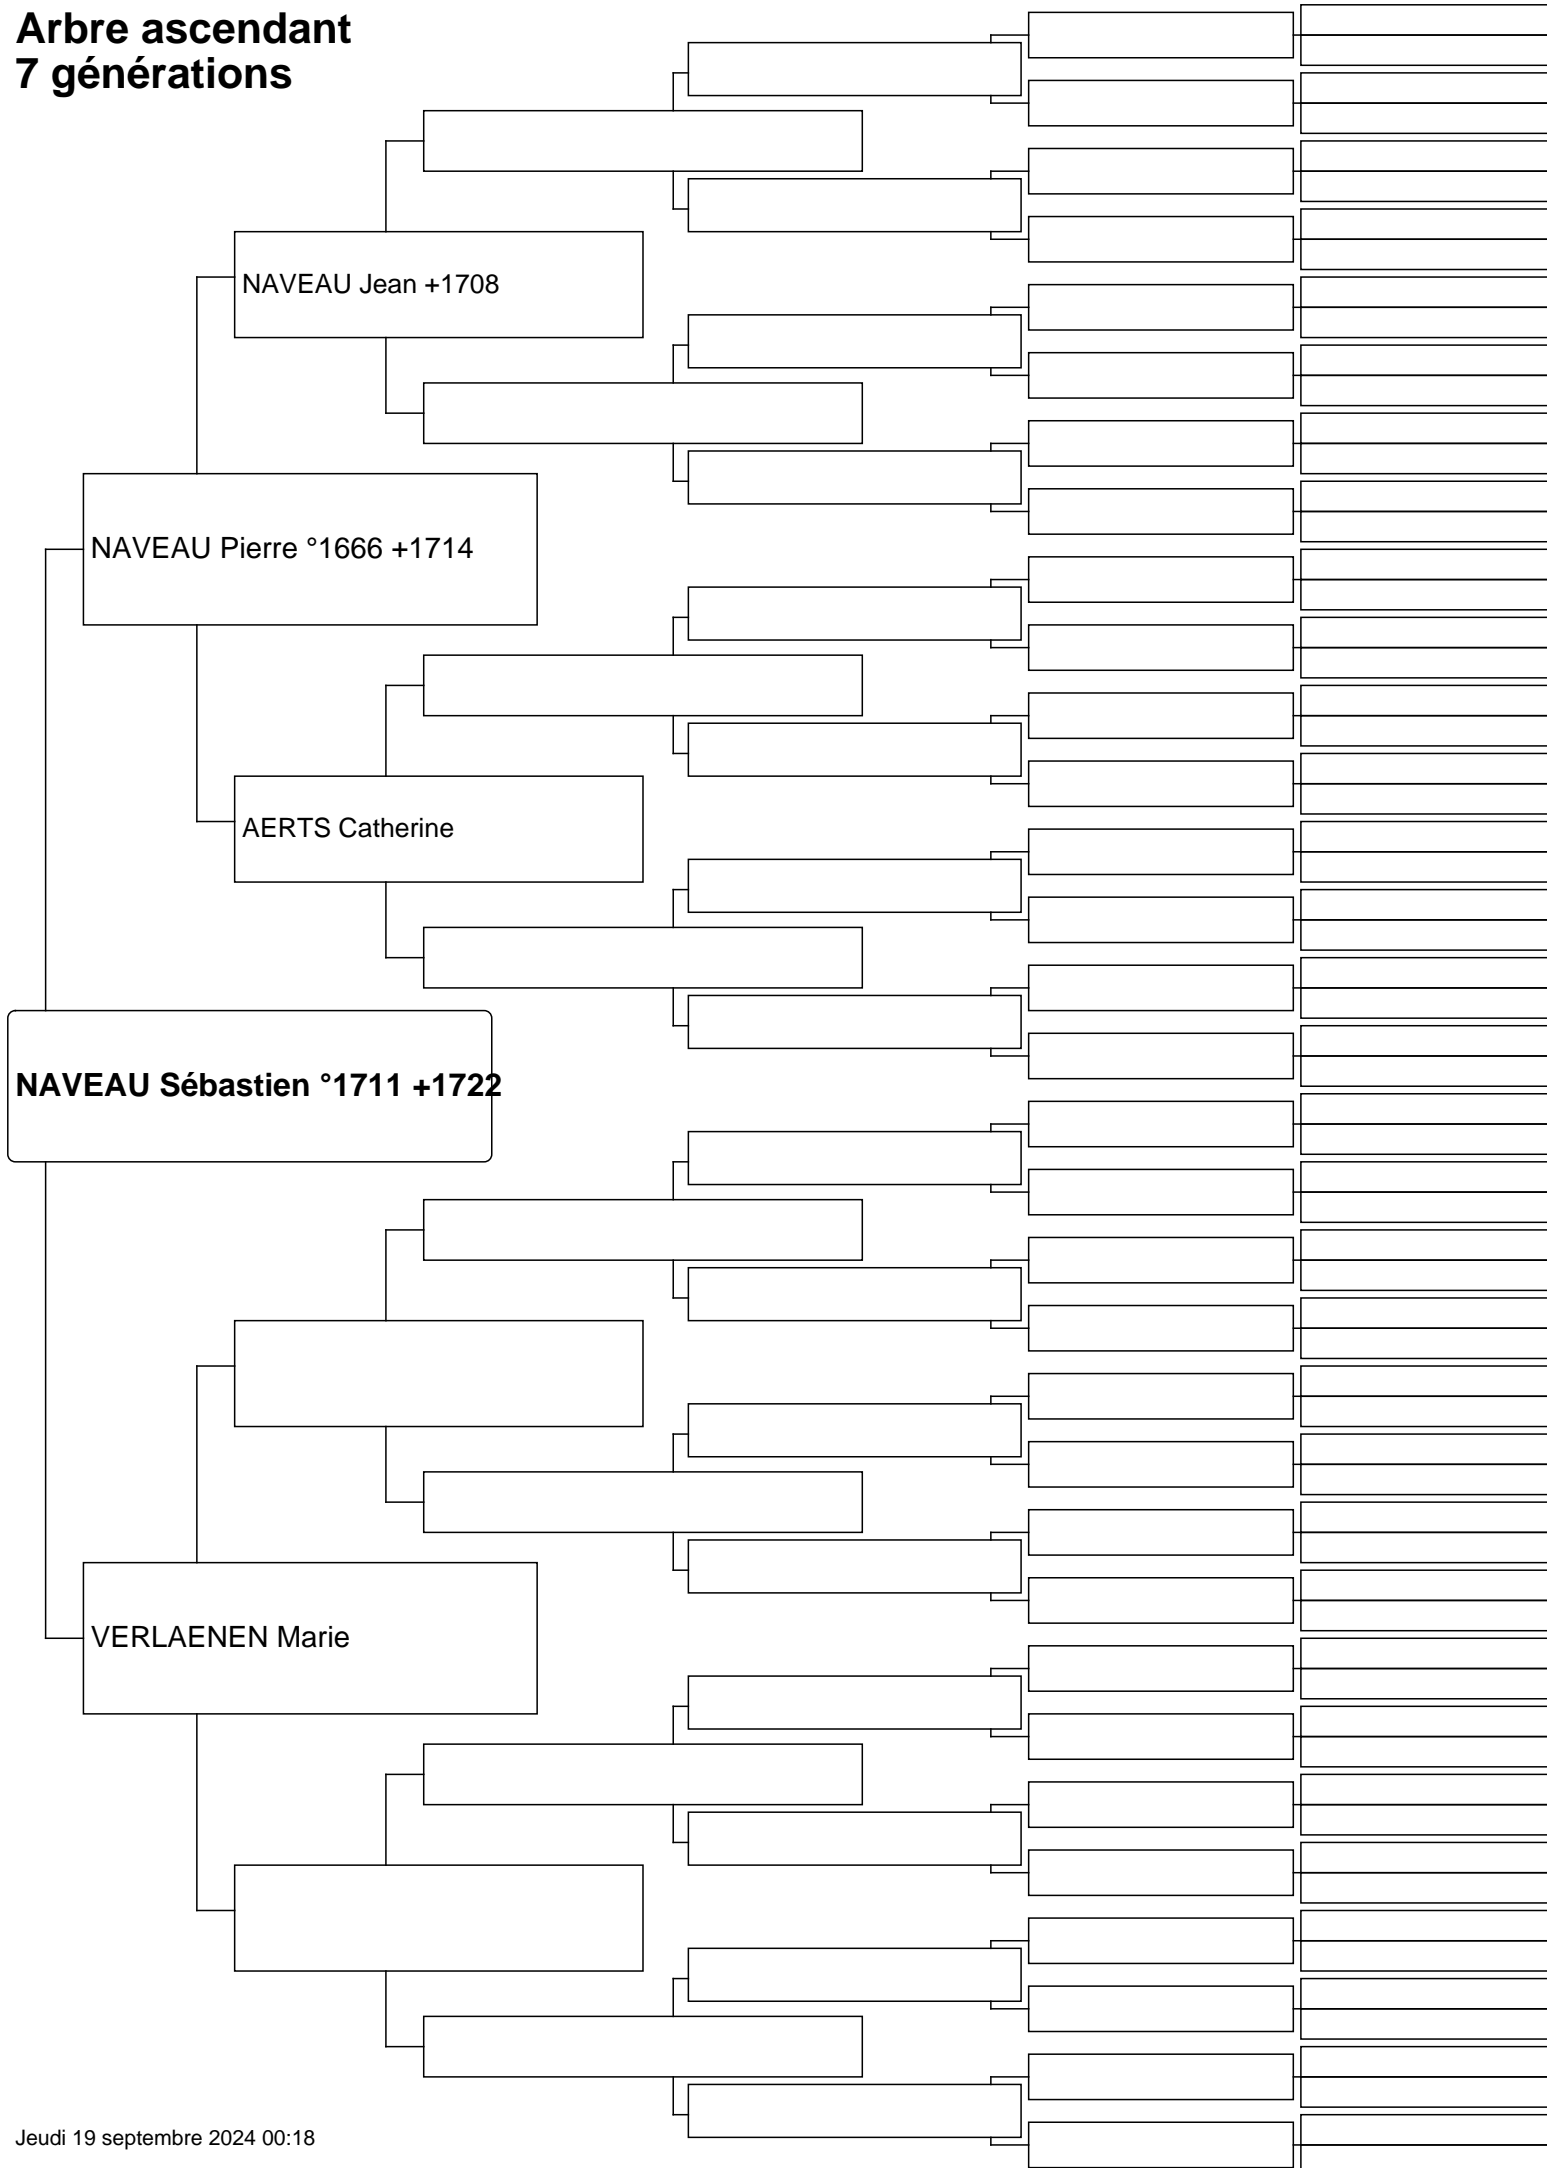 Arbre ascendant
7 générations
NAVEAU Jean +1708
NAVEAU Pierre °1666 +1714
AERTS Catherine
NAVEAU Sébastien °1711 +1722
VERLAENEN Marie
Jeudi 19 septembre 2024 00:18